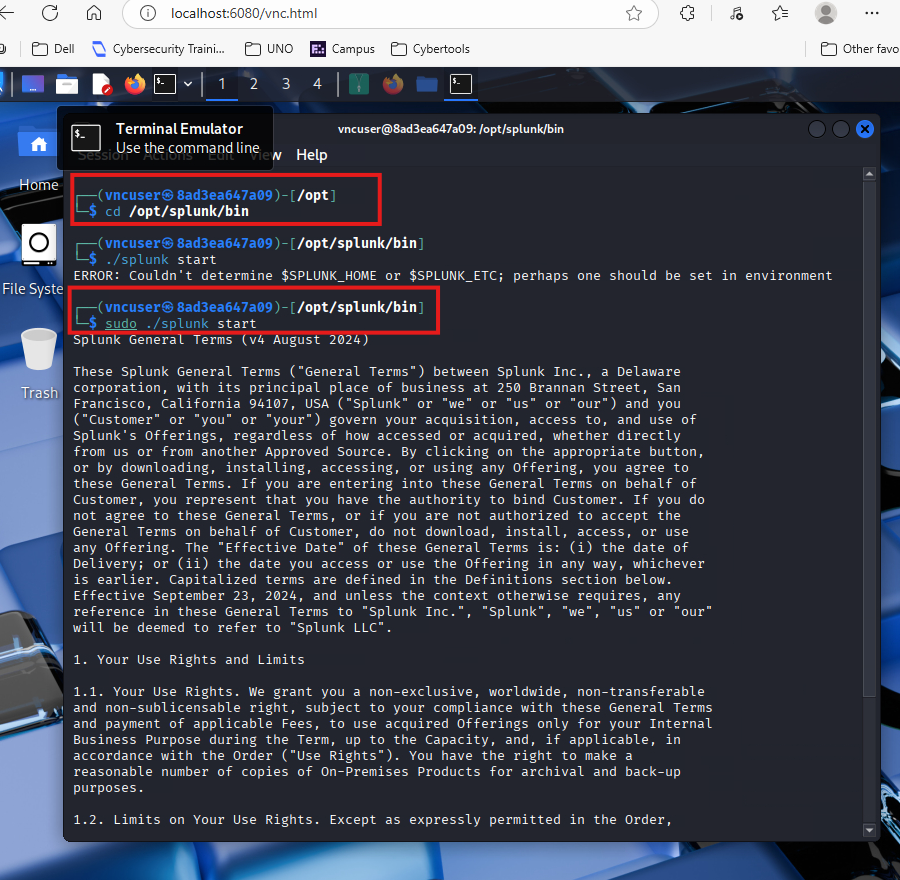 localhost:6080/vnc.html
Dell
Cybersecurity Traini...
UNO
Campus
Cybertools
Other favo
1 2 3 4
Terminal Emulator
Use the command line
vncuser@8ad3ea647a09: /opt/splunk/bin
Session Actions Edit View Help
Home
File Syste
Trash
┌──(vncuser㉿8ad3ea647a09)-[/opt]
└─$ cd /opt/splunk/bin
┌──(vncuser㉿8ad3ea647a09)-[/opt/splunk/bin]
└─$ ./splunk start
ERROR: Couldn't determine $SPLUNK_HOME or $SPLUNK_ETC; perhaps one should be set in environment
┌──(vncuser㉿8ad3ea647a09)-[/opt/splunk/bin]
└─$ sudo ./splunk start
Splunk General Terms (v4 August 2024)
These Splunk General Terms ("General Terms") between Splunk Inc., a Delaware
corporation, with its principal place of business at 250 Brannan Street, San
Francisco, California 94107, USA ("Splunk" or "we" or "us" or "our") and you
("Customer" or "you" or "your") govern your acquisition, access to, and use of
Splunk's Offerings, regardless of how accessed or acquired, whether directly
from us or from another Approved Source. By clicking on the appropriate button,
or by downloading, installing, accessing, or using any Offering, you agree to
these General Terms. If you are entering into these General Terms on behalf of
Customer, you represent that you have the authority to bind Customer. If you do
not agree to these General Terms, or if you are not authorized to accept the
General Terms on behalf of Customer, do not download, install, access, or use
any Offering. The "Effective Date" of these General Terms is: (i) the date of
Delivery; or (ii) the date you access or use the Offering in any way, whichever
is earlier. Capitalized terms are defined in the Definitions section below.
Effective September 23, 2024, and unless the context otherwise requires, any
reference in these General Terms to "Splunk Inc.", "Splunk", "we", "us" or "our"
will be deemed to refer to "Splunk LLC".
1. Your Use Rights and Limits
1.1. Your Use Rights. We grant you a non-exclusive, worldwide, non-transferable
and non-sublicensable right, subject to your compliance with these General Terms
and payment of applicable Fees, to use acquired Offerings only for your Internal
Business Purpose during the Term, up to the Capacity, and, if applicable, in
accordance with the Order ("Use Rights"). You have the right to make a
reasonable number of copies of On-Premises Products for archival and back-up
purposes.
1.2. Limits on Your Use Rights. Except as expressly permitted in the Order,